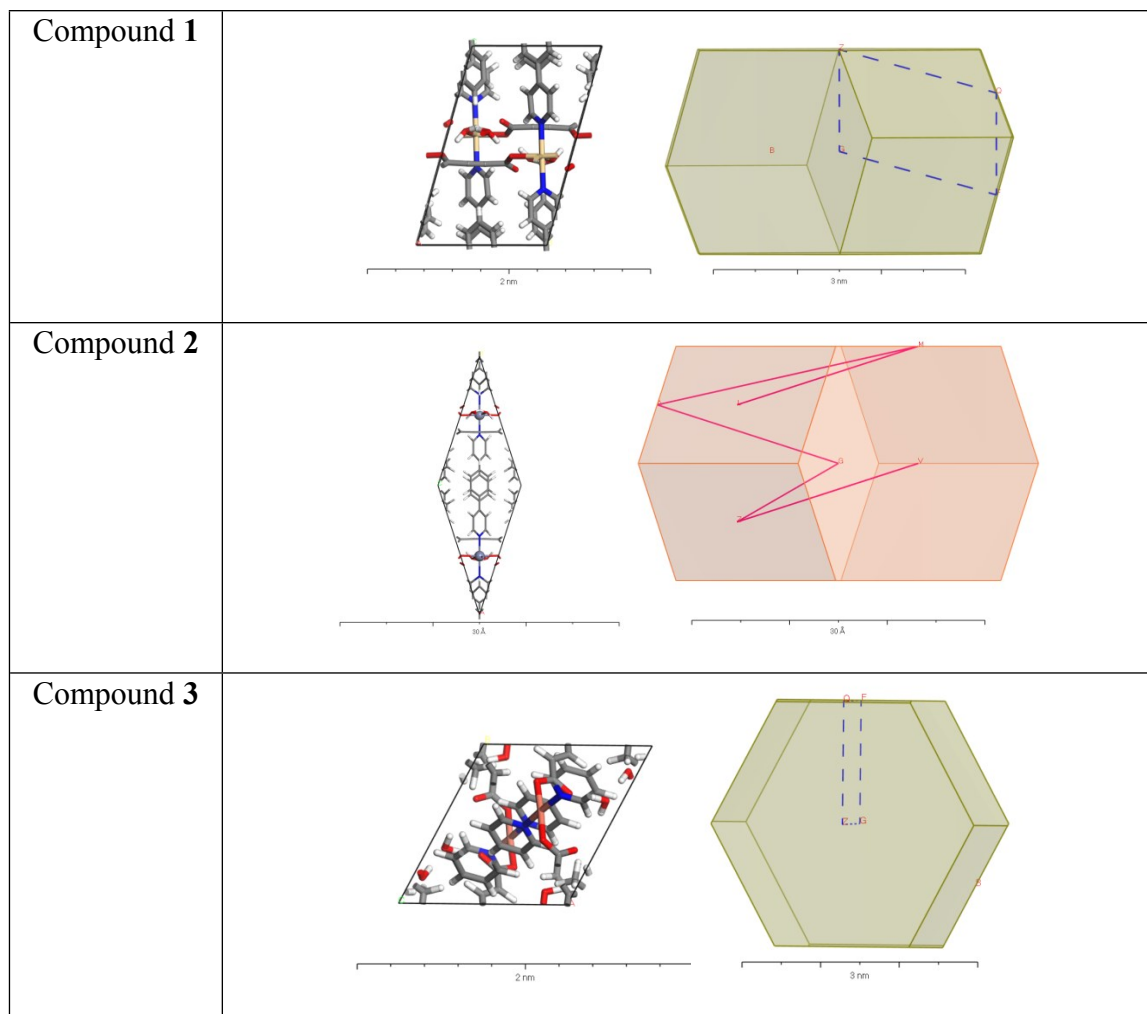 Compound 1
Z
Q
B
G
2 nm
3 nm
Compound 2
M
L
G
V
Z
30 Å
30 Å
Compound 3
Q F
Z G
B
A
2 nm
3 nm